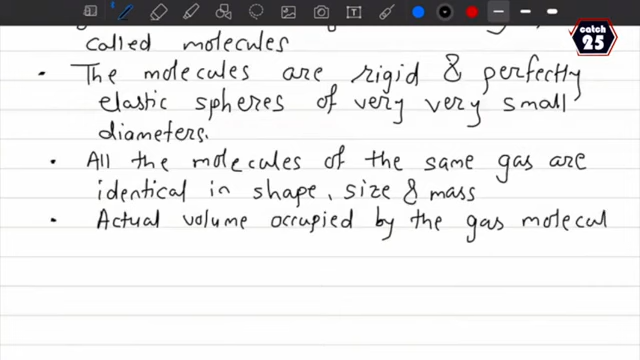 catch
25
called molecules
• The molecules are rigid & perfectly
elastic spheres of very very small
diameters.
• All the molecules of the same gas are
identical in shape, size & mass
• Actual volume occupied by the gas molecul